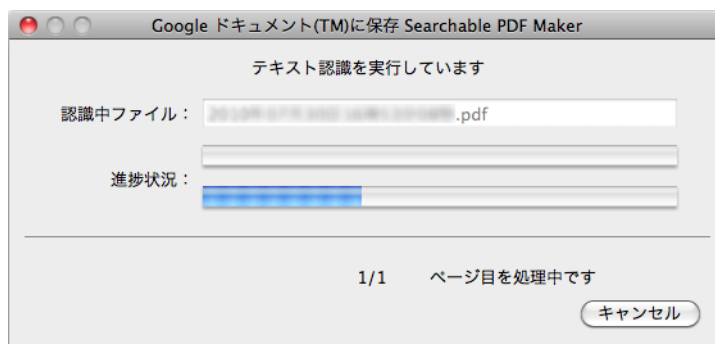 Google ドキュメント(TM)に保存 Searchable PDF Maker
テキスト認識を実行しています
認識中ファイル： .pdf
進捗状況：
1/1 ページ目を処理中です
キャンセル